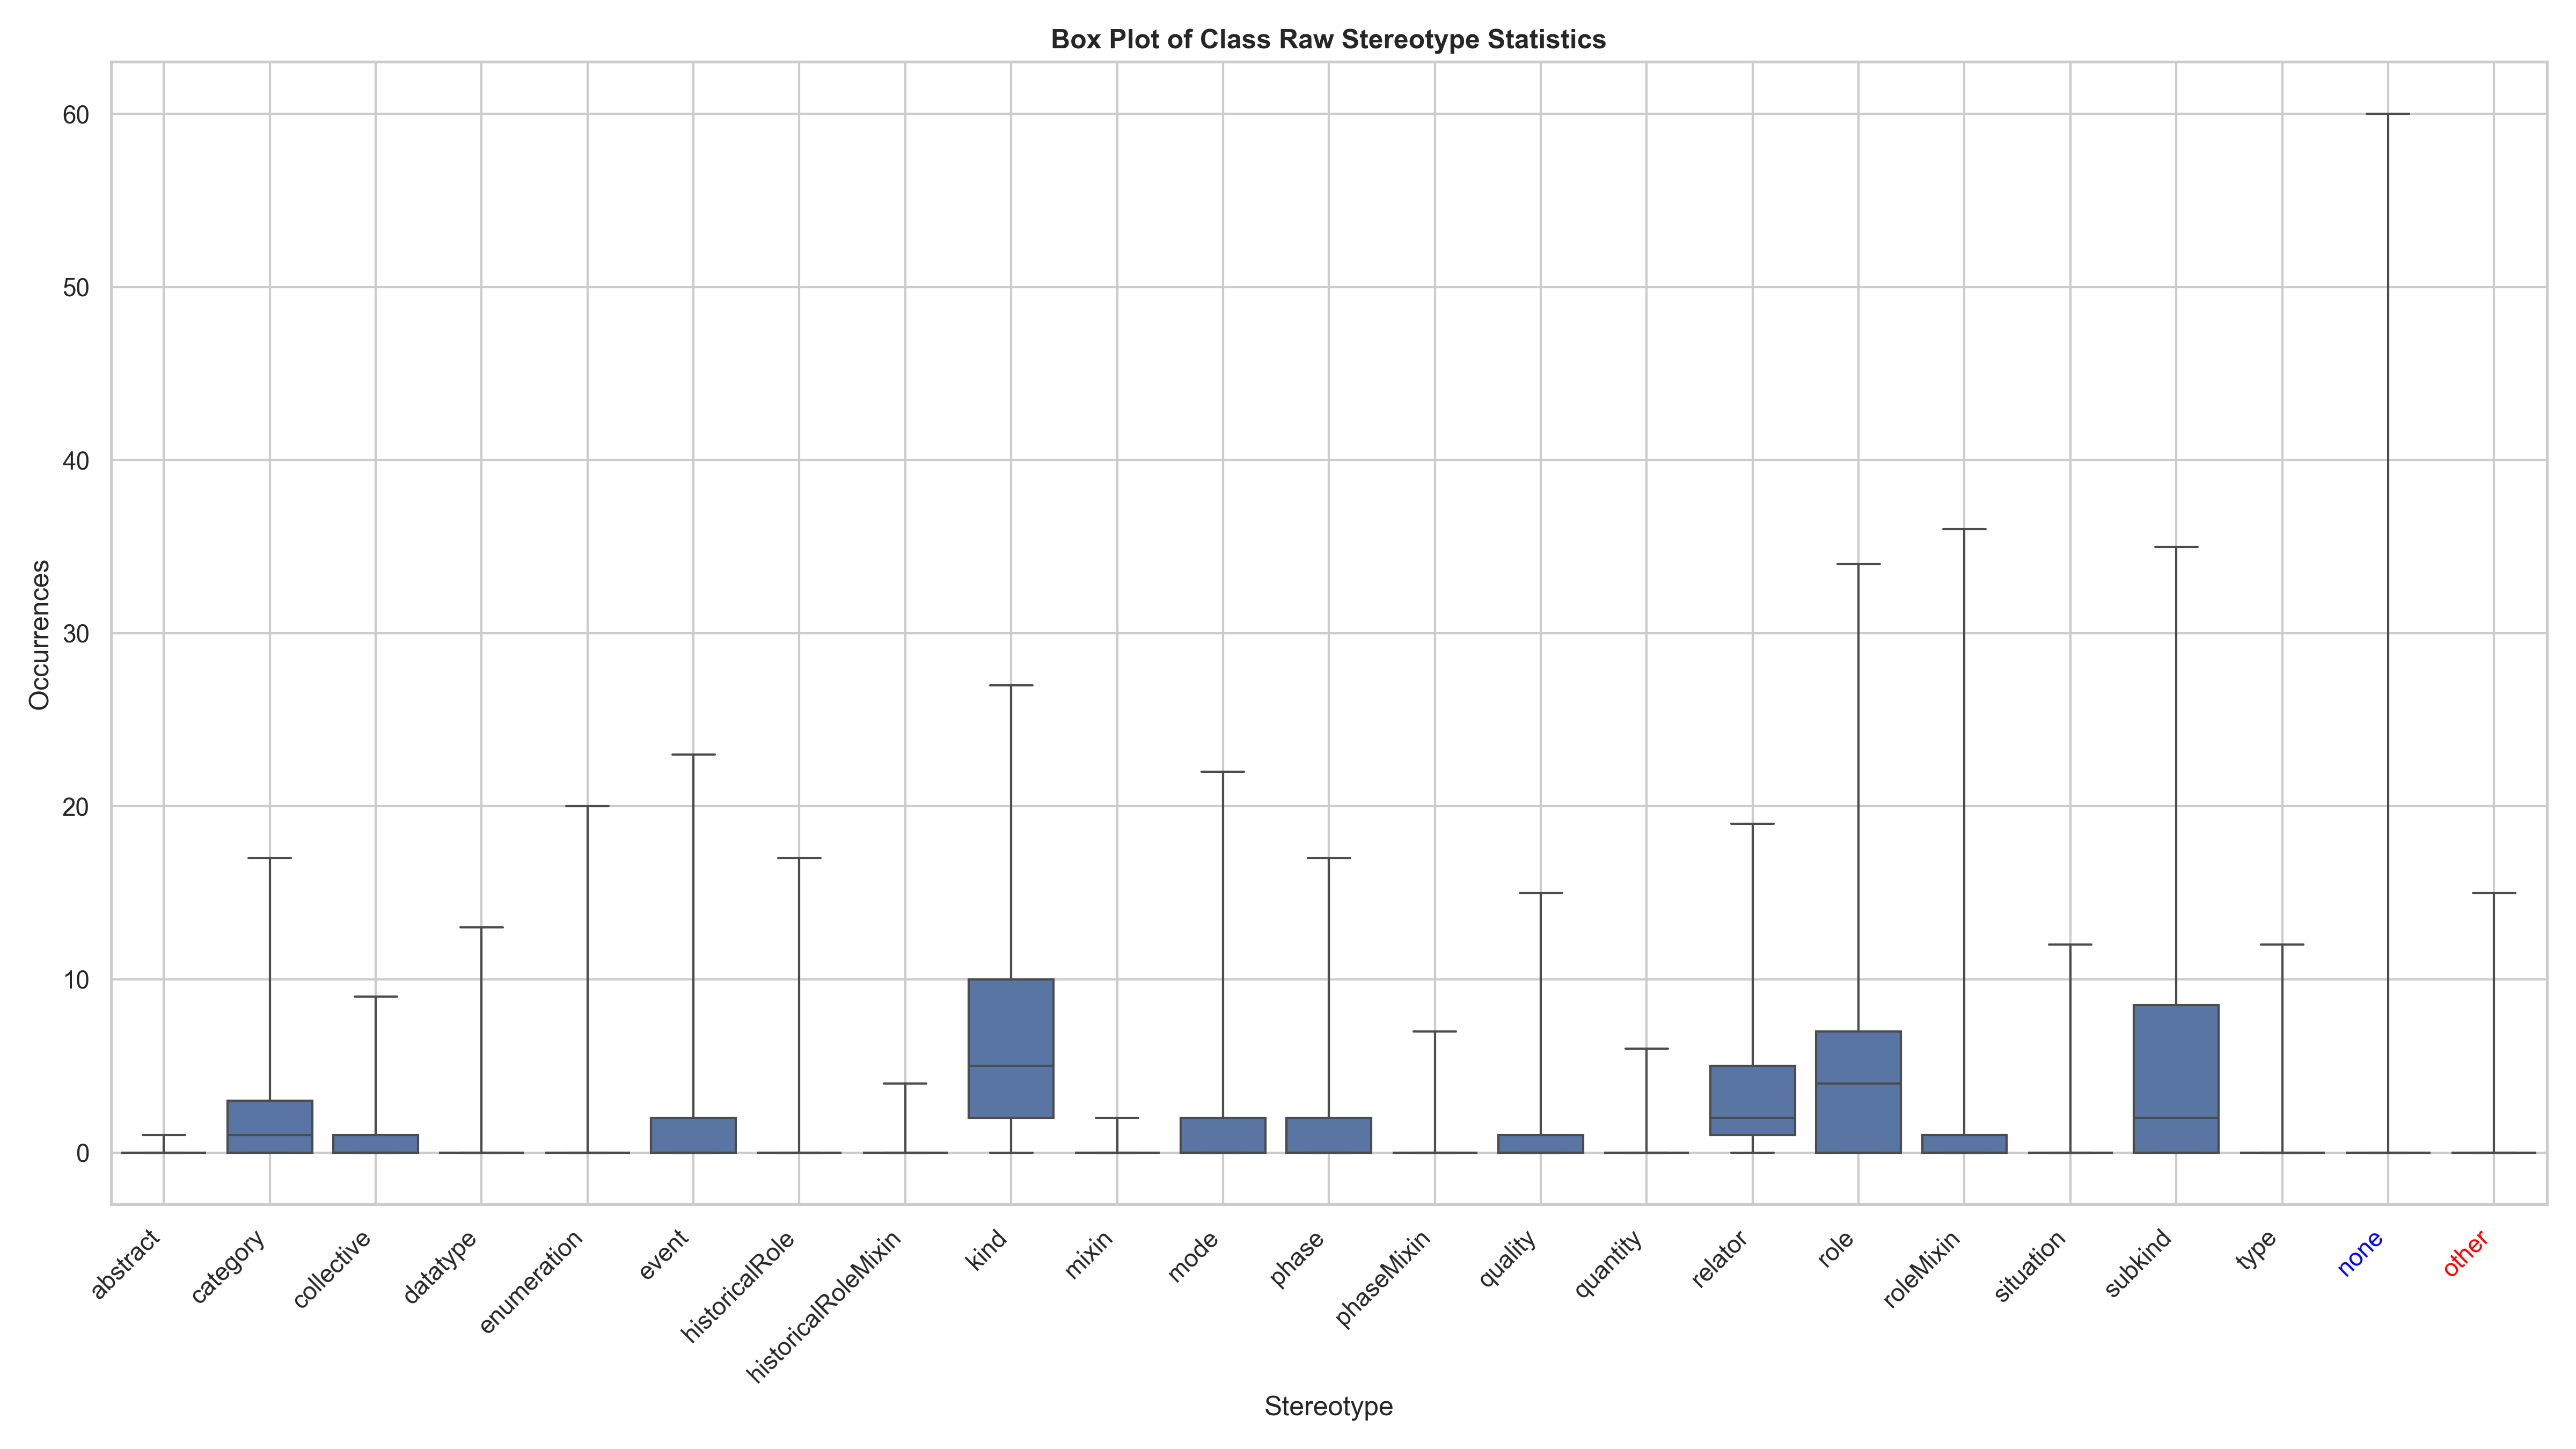 Box Plot of Class Raw Stereotype Statistics
60
50
40
30
20
10
0
Occurrences
abstract
category
collective
datatype
enumeration
event
historicalRole
historicalRoleMixin
kind
mixin
mode
phase
phaseMixin
quality
quantity
relator
role
roleMixin
situation
subkind
type
none
other
Stereotype